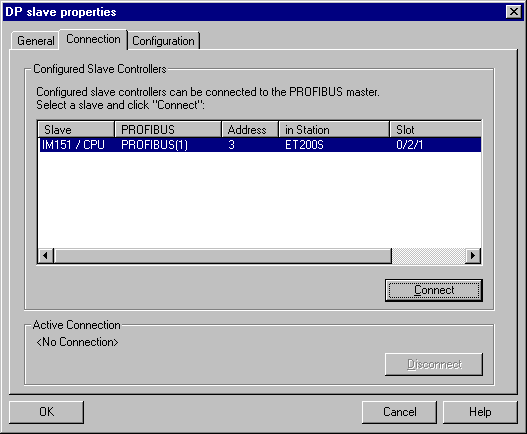 DP slave properties
General Connection Configuration
Configured Slave Controllers
Configured slave controllers can be connected to the PROFIBUS master.
Select a slave and click "Connect":
Slave PROFIBUS Address in Station Slot
IM151 / CPU PROFIBUS(1) 3 ET200S 0/2/1
Connect
Active Connection
<No Connection>
Disconnect
OK Cancel Help